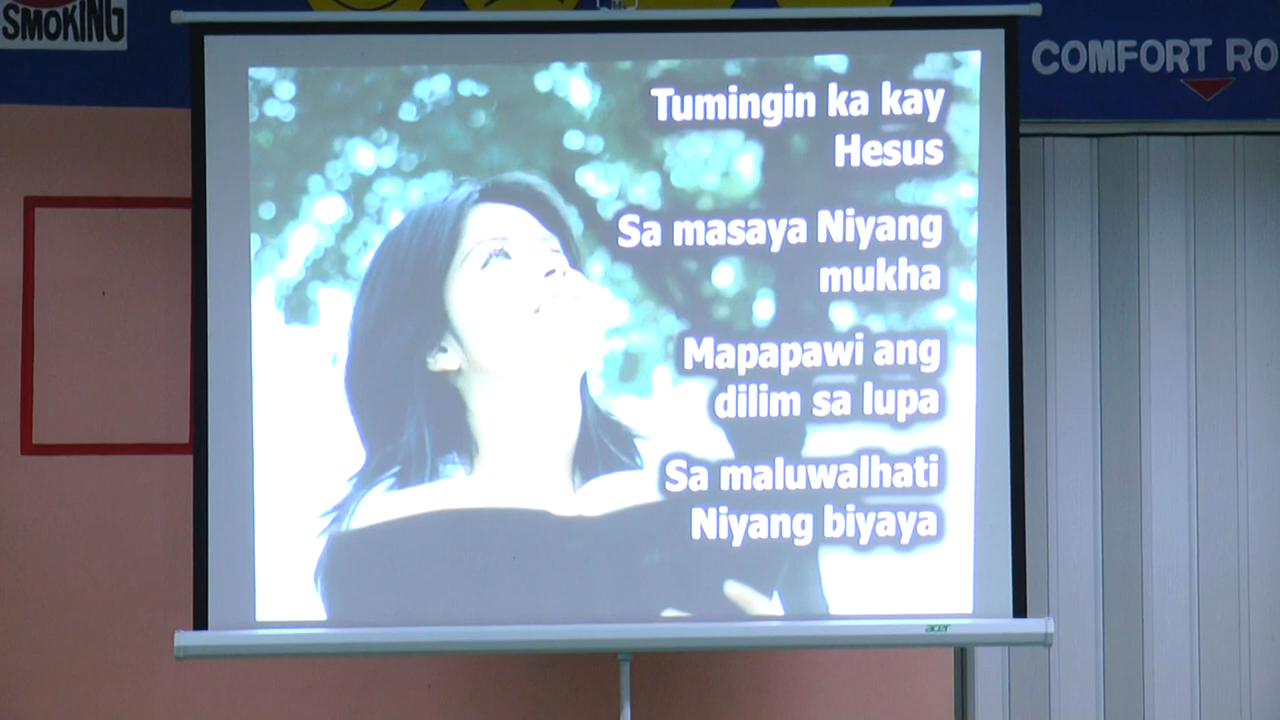 SMOKING
COMFORT RO
Tumingin ka kay
Hesus
Sa masaya Niyang
mukha
Mapapawi ang
dilim sa lupa
Sa maluwalhati
Niyang biyaya
acer